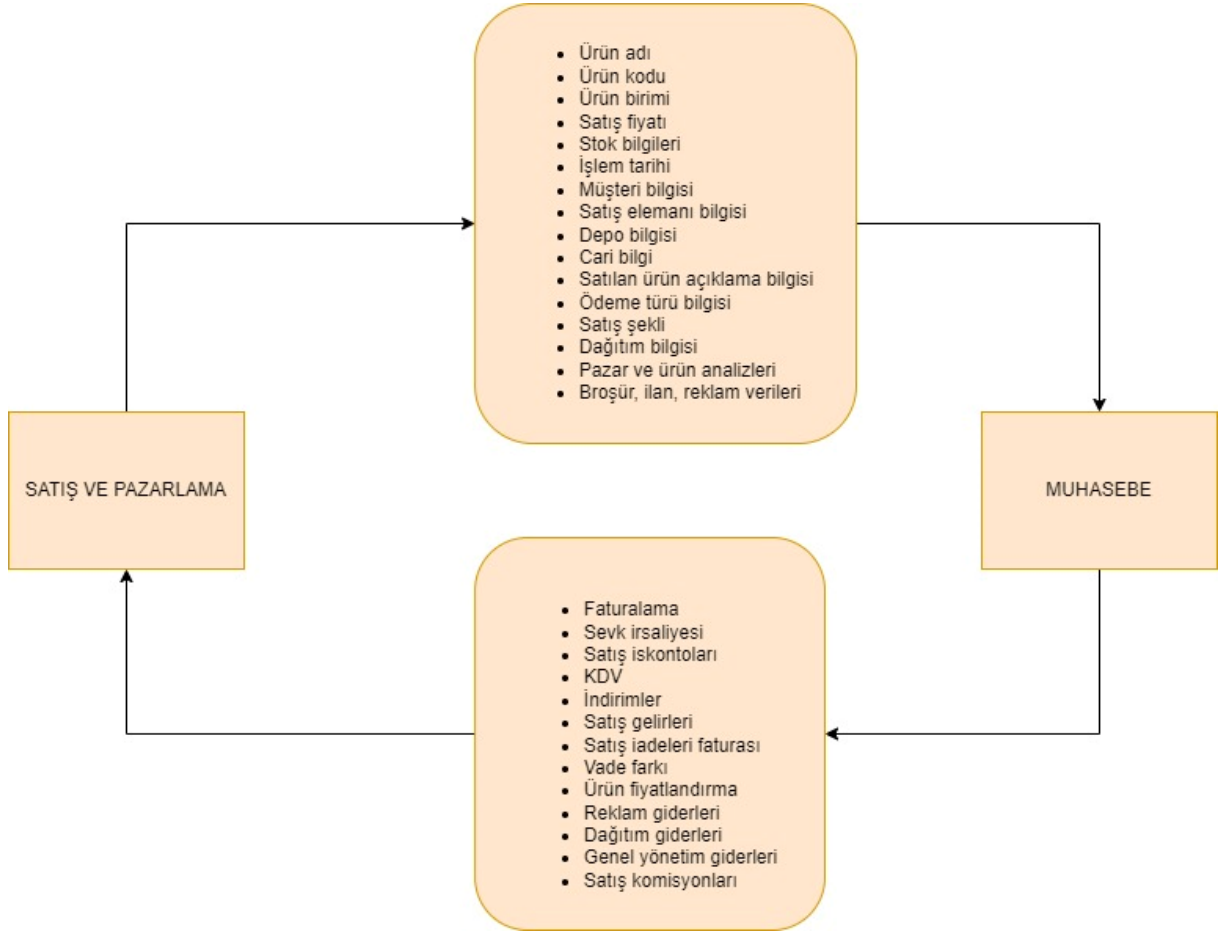 Ürün adı
Ürün kodu
Ürün birimi
Satış fiyatı
Stok bilgileri
İşlem tarihi
Müşteri bilgisi
Satış elemanı bilgisi
Depo bilgisi
Cari bilgi
Satılan ürün açıklama bilgisi
Ödeme türü bilgisi
Satış şekli
Dağıtım bilgisi
Pazar ve ürün analizleri
Broşür, ilan, reklam verileri
SATIŞ VE PAZARLAMA
MUHASEBE
Faturalama
Sevk irsaliyesi
Satış iskontoları
KDV
İndirimler
Satış gelirleri
Satış iadeleri faturası
Vade farkı
Ürün fiyatlandırma
Reklam giderleri
Dağıtım giderleri
Genel yönetim giderleri
Satış komisyonları